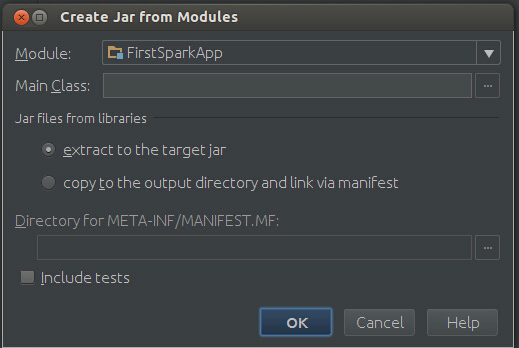 Create Jar from Modules
Module: FirstSparkApp
Main Class: ...
Jar files from libraries
extract to the target jar
copy to the output directory and link via manifest
Directory for META-INF/MANIFEST.MF:
...
Include tests
OK Cancel Help